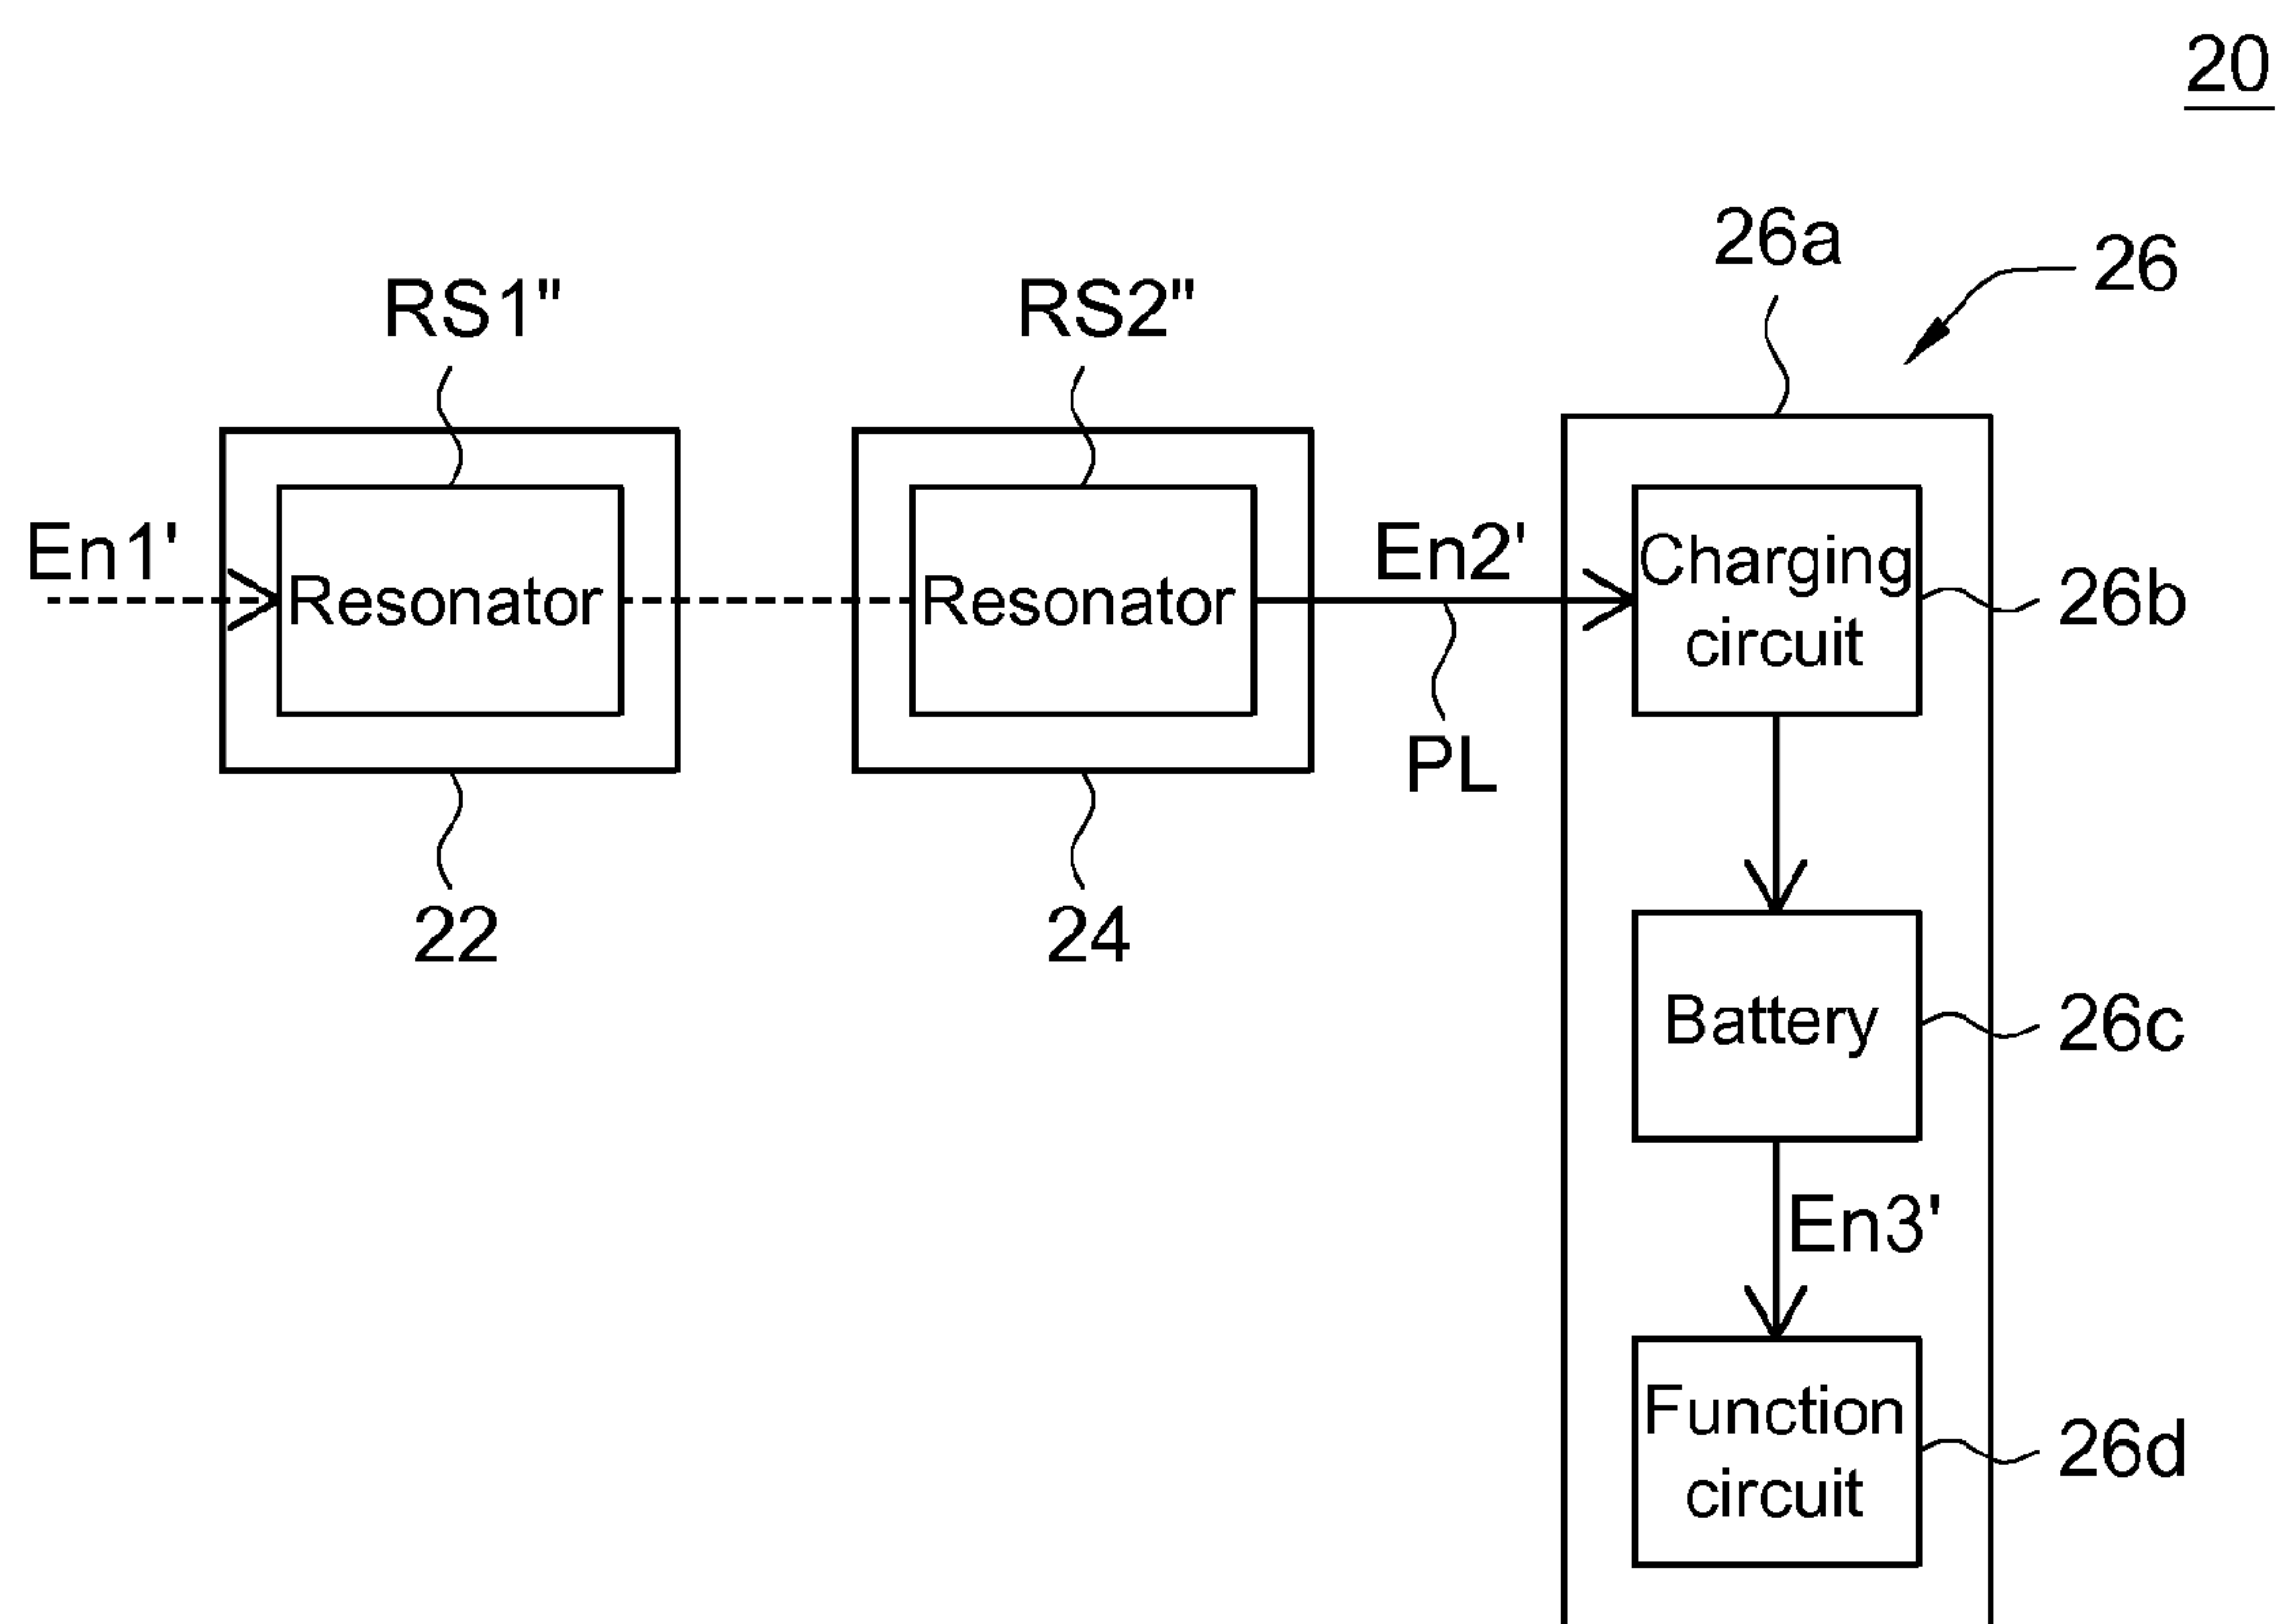 20
26a
26
RS1"
RS2"
En1'
Resonator
Resonator
En2'
PL
Charging
circuit
26b
22
24
Battery
26c
En3'
Function
circuit
26d